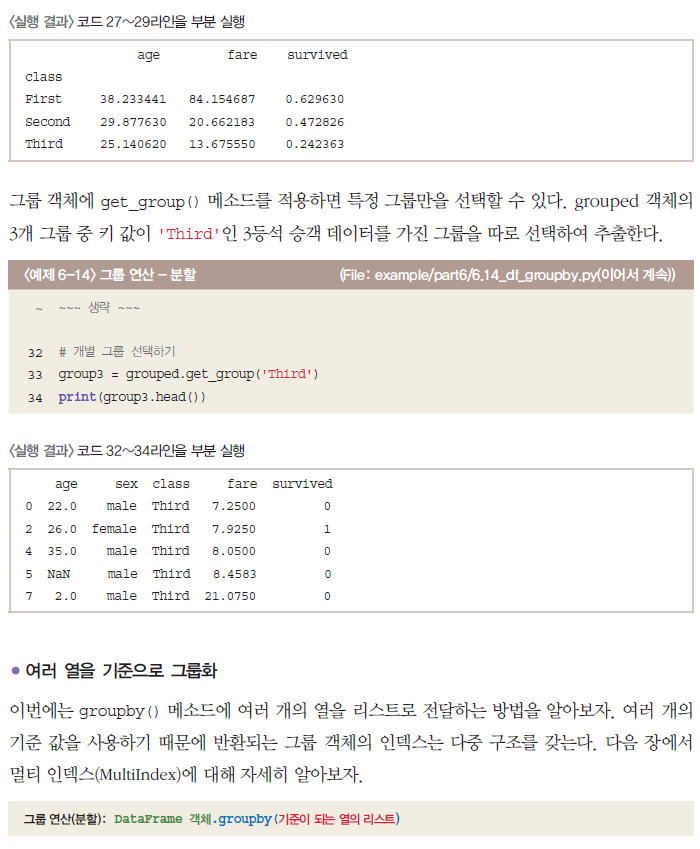 〈실행 결과〉 코드 27~29라인을 부분 실행
age fare survived
class
First 38.233441 84.154687 0.629630
Second 29.877630 20.662183 0.472826
Third 25.140620 13.675550 0.242363
그룹 객체에 get_group() 메소드를 적용하면 특정 그룹만을 선택할 수 있다. grouped 객체의
3개 그룹 중 키 값이 'Third'인 3등석 승객 데이터를 가진 그룹을 따로 선택하여 추출한다.
〈예제 6-14〉 그룹 연산 - 분할 (File: example/part6/6.14_df_groupby.py(이어서 계속))
~ ~~~ 생략 ~~~
32 # 개별 그룹 선택하기
33 group3 = grouped.get_group('Third')
34 print(group3.head())
〈실행 결과〉 코드 32~34라인을 부분 실행
age sex class fare survived
0 22.0 male Third 7.2500 0
2 26.0 female Third 7.9250 1
4 35.0 male Third 8.0500 0
5 NaN male Third 8.4583 0
7 2.0 male Third 21.0750 0
● 여러 열을 기준으로 그룹화
이번에는 groupby() 메소드에 여러 개의 열을 리스트로 전달하는 방법을 알아보자. 여러 개의
기준 값을 사용하기 때문에 반환되는 그룹 객체의 인덱스는 다중 구조를 갖는다. 다음 장에서
멀티 인덱스(MultiIndex)에 대해 자세히 알아보자.
그룹 연산(분할): DataFrame 객체.groupby(기준이 되는 열의 리스트)